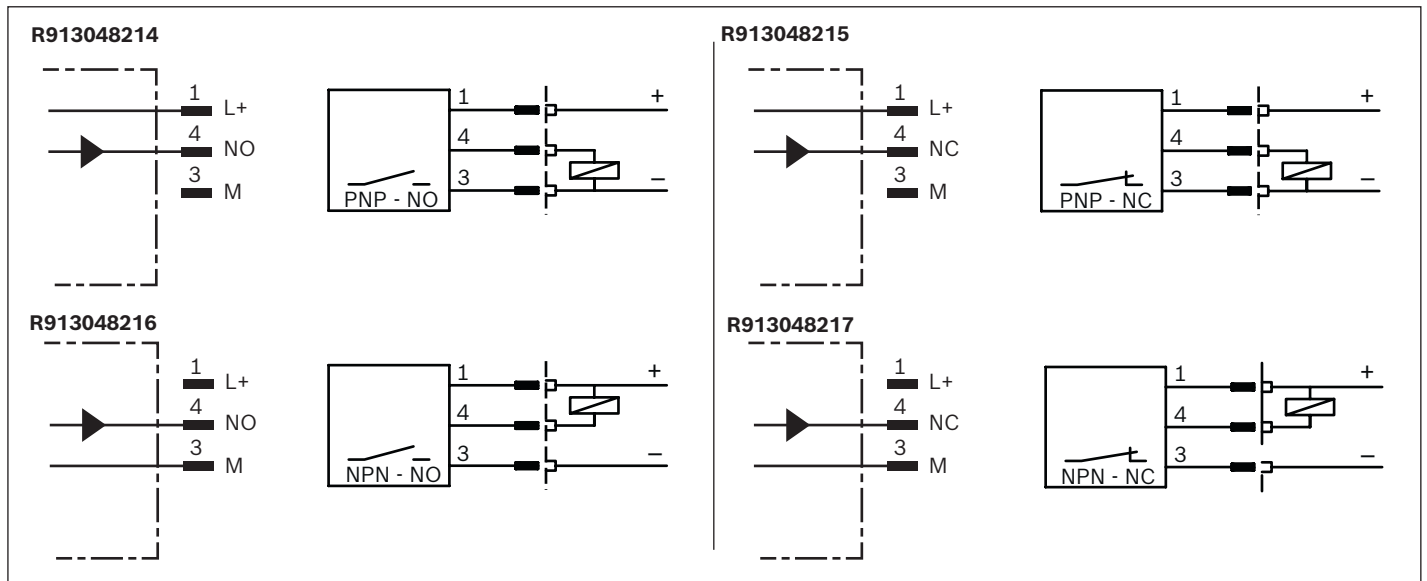 R913048214
1
L+
4
NO
3
M
1
+
4
3
−
PNP - NO
R913048215
1
L+
4
NC
3
M
1
+
4
3
−
PNP - NC
R913048216
1
L+
4
NO
3
M
1
+
4
3
−
NPN - NO
R913048217
1
L+
4
NC
3
M
1
+
4
3
−
NPN - NC